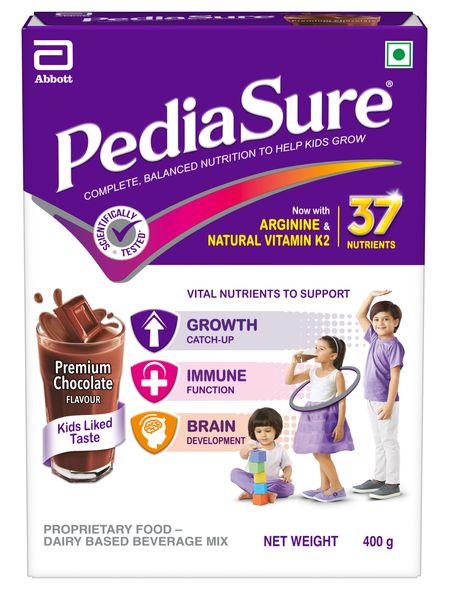 Premium Chocolate
Abbott
PediaSure®
COMPLETE, BALANCED NUTRITION TO HELP KIDS GROW
SCIENTIFICALLY
TESTED
Now with
ARGININE &
NATURAL VITAMIN K2
37
NUTRIENTS
VITAL NUTRIENTS TO SUPPORT
GROWTH
CATCH-UP
IMMUNE
FUNCTION
BRAIN
DEVELOPMENT
Premium
Chocolate
FLAVOUR
Kids Liked
Taste
PROPRIETARY FOOD –
DAIRY BASED BEVERAGE MIX
NET WEIGHT 400 g